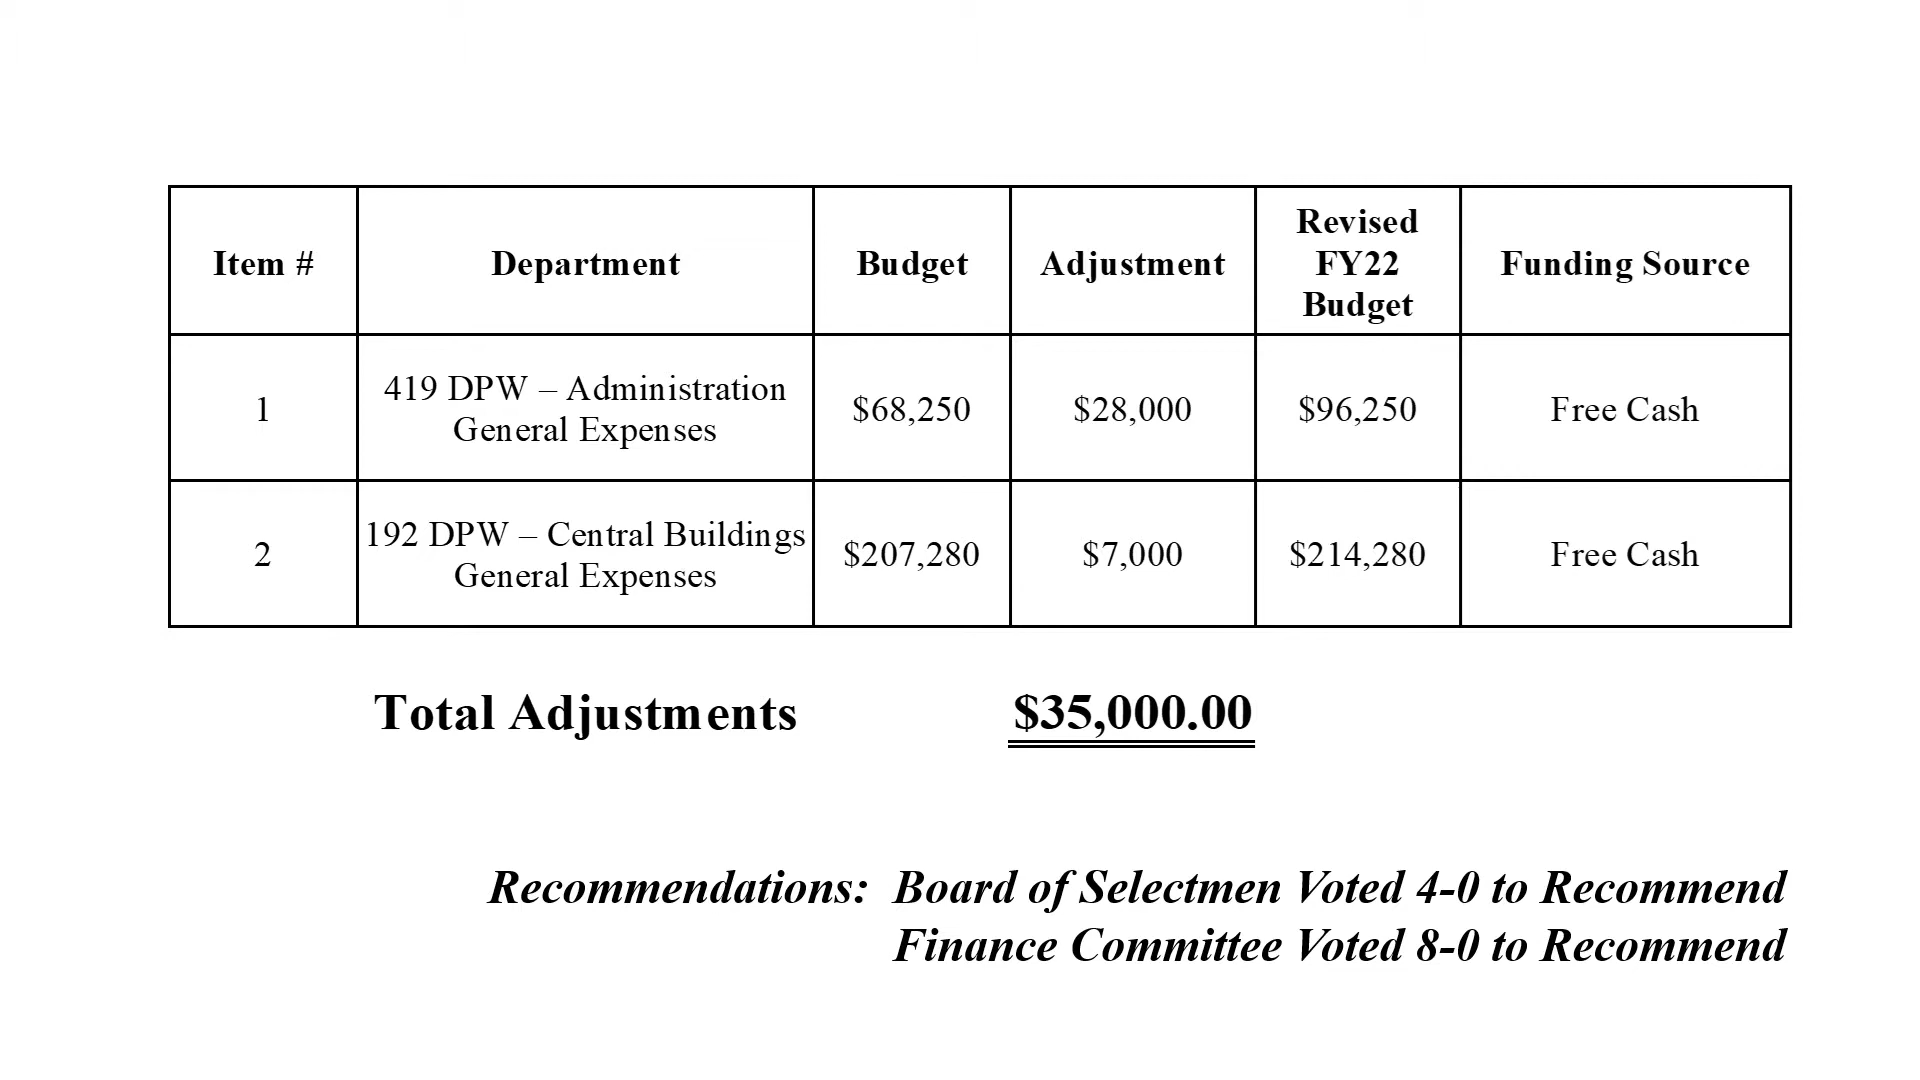 Item #
Department
Budget
Adjustment
Revised
FY22
Budget
Funding Source
1
419 DPW – Administration
General Expenses
$68,250
$28,000
$96,250
Free Cash
2
192 DPW – Central Buildings
General Expenses
$207,280
$7,000
$214,280
Free Cash
Total Adjustments $35,000.00
Recommendations: Board of Selectmen Voted 4-0 to Recommend
Finance Committee Voted 8-0 to Recommend